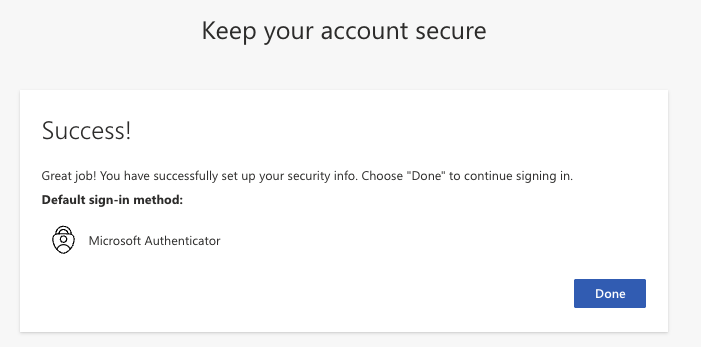 Keep your account secure
Success!
Great job! You have successfully set up your security info. Choose "Done" to continue signing in.
Default sign-in method:
Microsoft Authenticator
Done